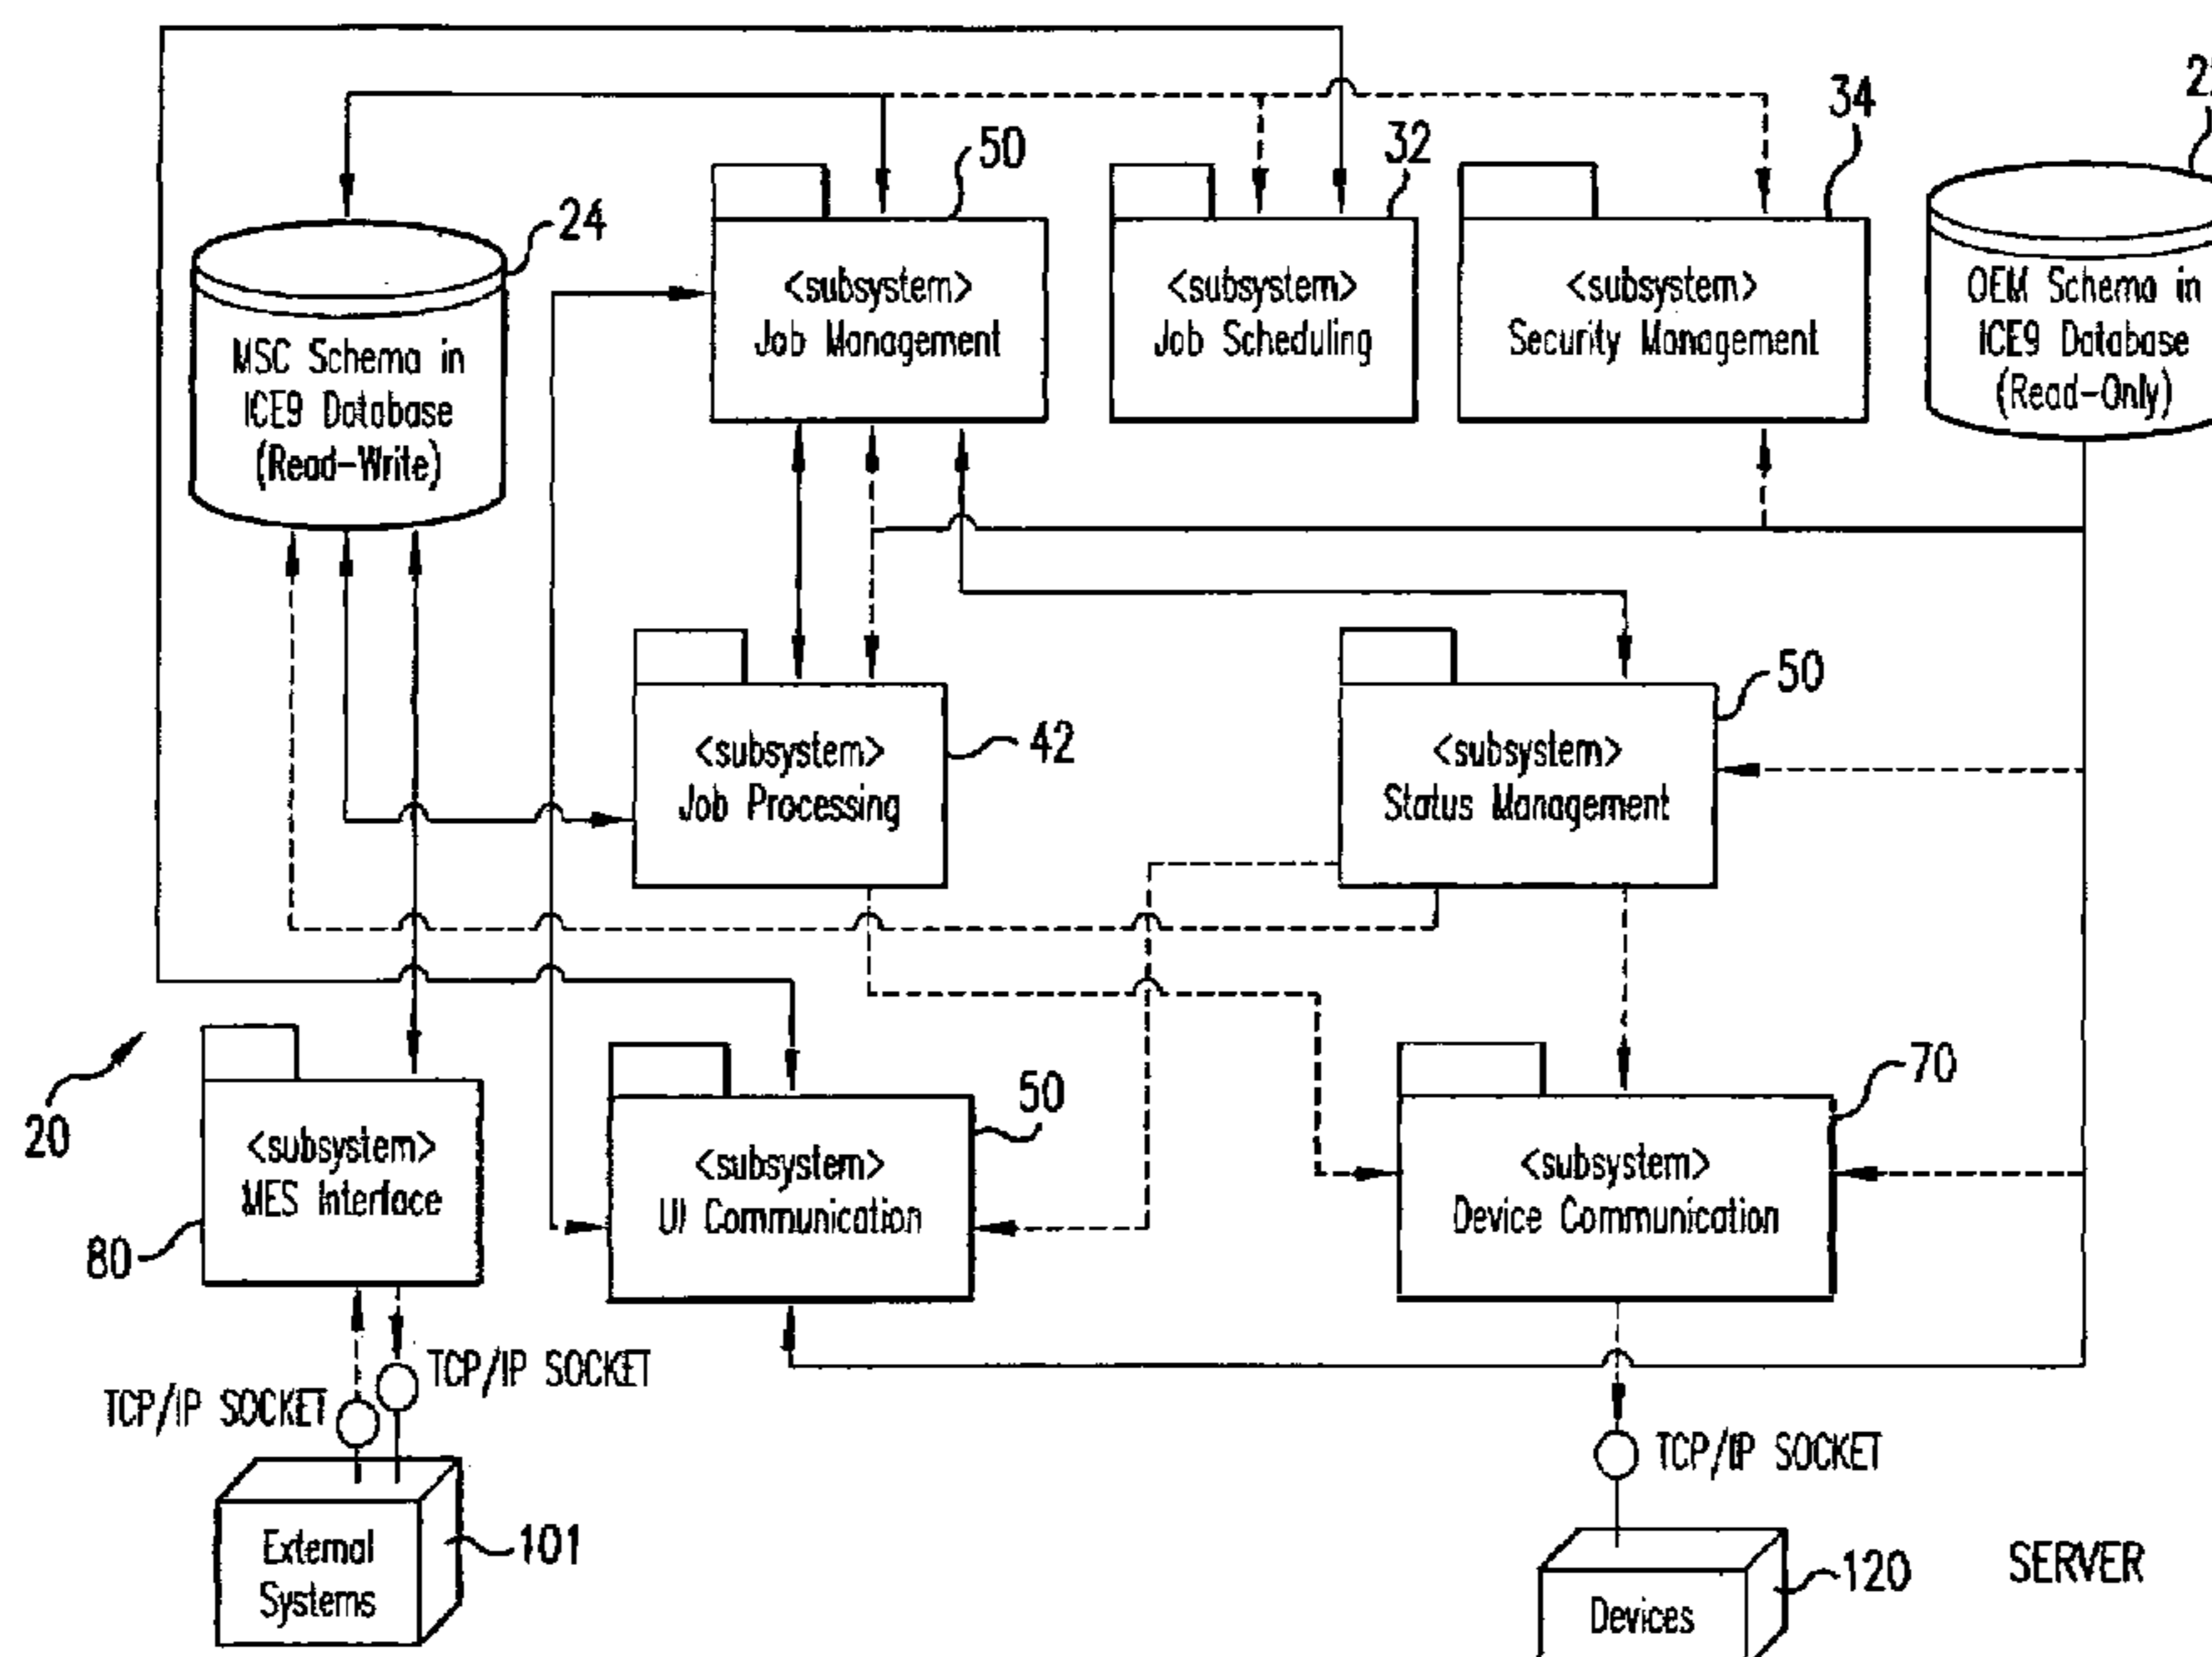 34
50
32
24
<subsystem>
Job Management
<subsystem>
Job Scheduling
<subsystem>
Security Management
OEM Schema in
ICE9 Database
(Read-Only)
MSC Schema in
ICE9 Database
(Read-Write)
50
<subsystem>
Job Processing
42
<subsystem>
Status Management
20
50
70
<subsystem>
MES Interface
80
<subsystem>
UI Communication
<subsystem>
Device Communication
TCP/IP SOCKET
TCP/IP SOCKET
TCP/IP SOCKET
External
Systems
101
Devices
120
SERVER